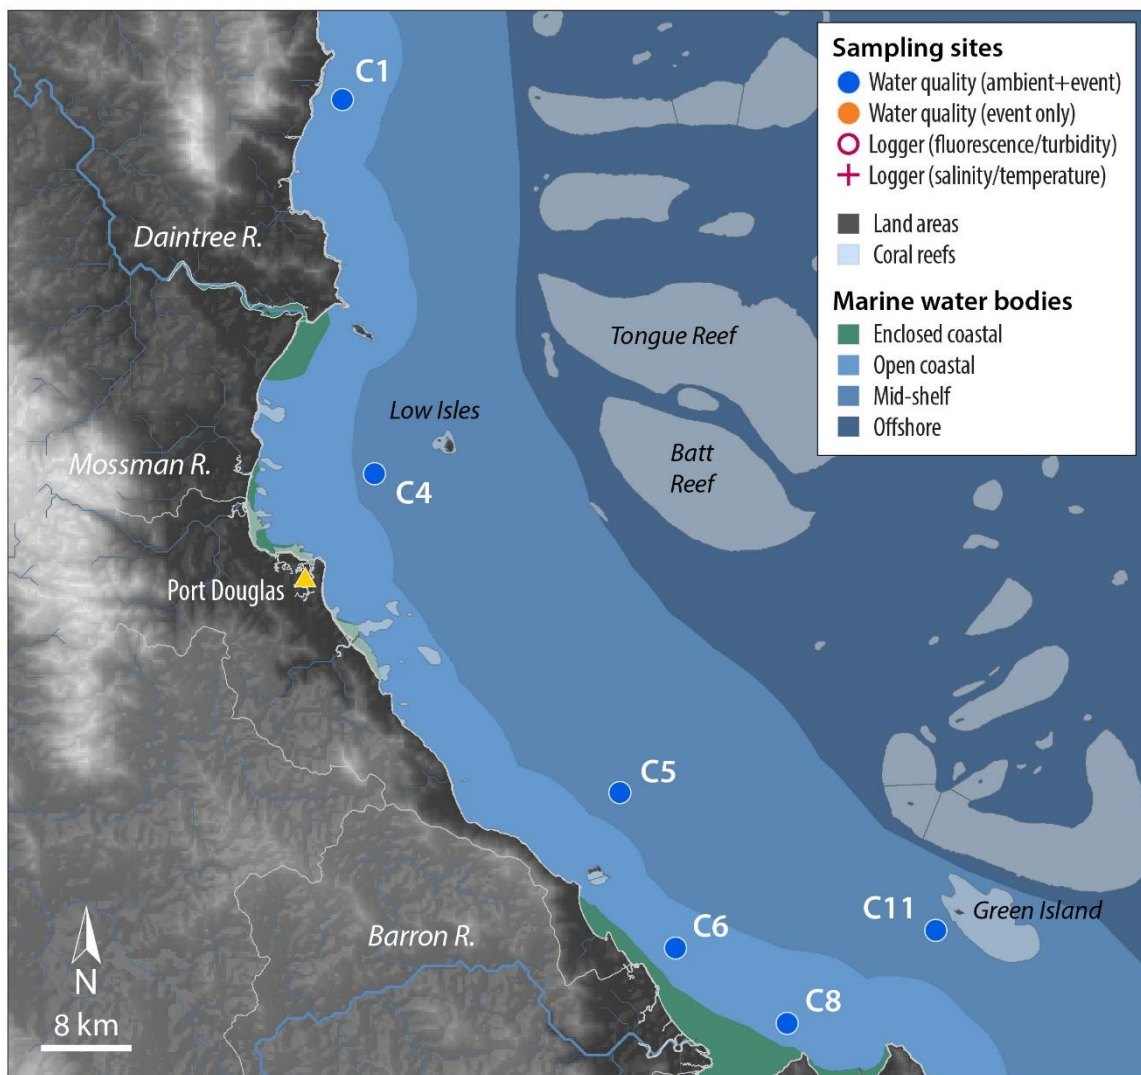 C1
Sampling sites
Water quality (ambient+event)
Water quality (event only)
Logger (fluorescence/turbidity)
Logger (salinity/temperature)
Land areas
Coral reefs
Marine water bodies
Enclosed coastal
Open coastal
Mid-shelf
Offshore
Daintree R.
Tongue Reef
Low Isles
Batt
Reef
Mossman R.
C4
Port Douglas
C5
C11
Green Island
C6
Barron R.
N
C8
8 km